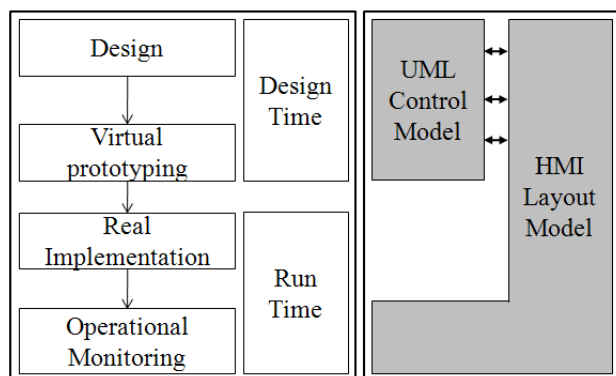 Design
Virtual
prototyping
Real
Implementation
Operational
Monitoring
Design
Time
Run
Time
UML
Control
Model
HMI
Layout
Model